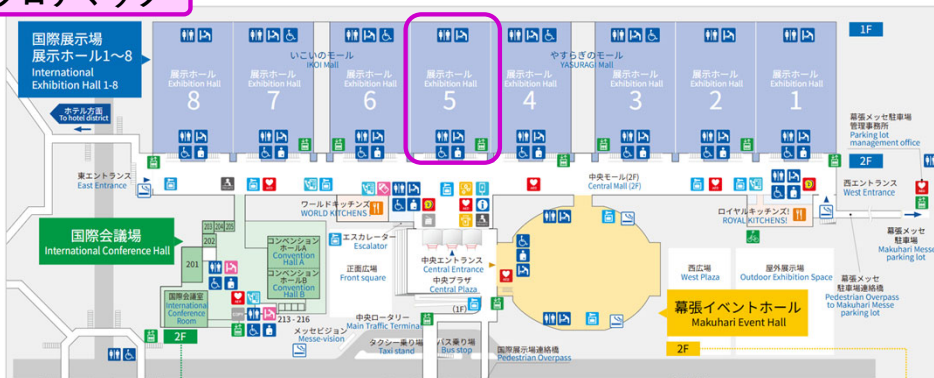 フロアマップ
国際展示場
展示ホール1～8
International
Exhibition Hall 1-8
ホテル方面
To hotel district
いこいのモール
IKOI Mall
やすらぎのモール
YASURAGI Mall
1F
展示ホール
Exhibition Hall
8
展示ホール
Exhibition Hall
7
展示ホール
Exhibition Hall
6
展示ホール
Exhibition Hall
5
展示ホール
Exhibition Hall
4
展示ホール
Exhibition Hall
3
展示ホール
Exhibition Hall
2
展示ホール
Exhibition Hall
1
幕張メッセ駐車場
管理事務所
Parking lot
management office
2F
東エントランス
East Entrance
中央モール(2F)
Central Mall (2F)
西エントランス
West Entrance
ワールドキッチンズ
WORLD KITCHENS
ロイヤルキッチンズ!
ROYAL KITCHENS!
国際会議場
International Conference Hall
203
204
205
202
201
コンベンション
ホールA
Convention
Hall A
コンベンション
ホールB
Convention
Hall B
国際会議室
International
Conference
Room
213 - 216
2F
エスカレーター
Escalator
正面広場
Front square
中央エントランス
Central Entrance
中央プラザ
Central Plaza
(1F)
中央ロータリー
Main Traffic Terminal
メッセビジョン
Messe-vision
タクシー乗り場
Taxi stand
バス乗り場
Bus stop
国際展示場連絡橋
Pedestrian Overpass
西広場
West Plaza
屋外展示場
Outdoor Exhibition Space
幕張メッセ
駐車場
Makuhari Messe
parking lot
幕張メッセ
駐車場連絡橋
Pedestrian Overpass
to Makuhari Messe
parking lot
幕張イベントホール
Makuhari Event Hall
2F